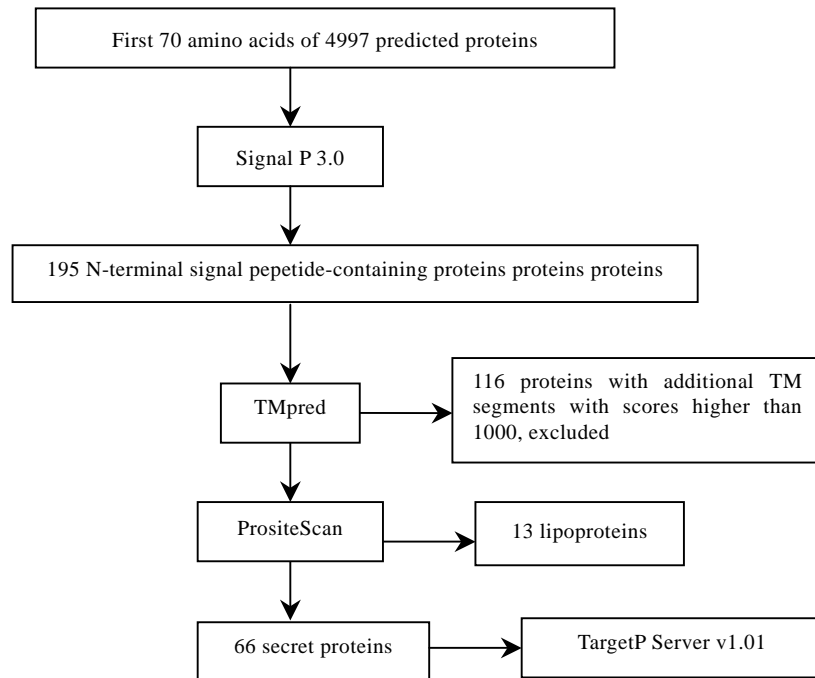 First 70 amino acids of 4997 predicted proteins
Signal P 3.0
195 N-terminal signal pepetide-containing proteins proteins proteins
TMpred
116 proteins with additional TM
segments with scores higher than
1000, excluded
PrositeScan
13 lipoproteins
66 secret proteins
TargetP Server v1.01